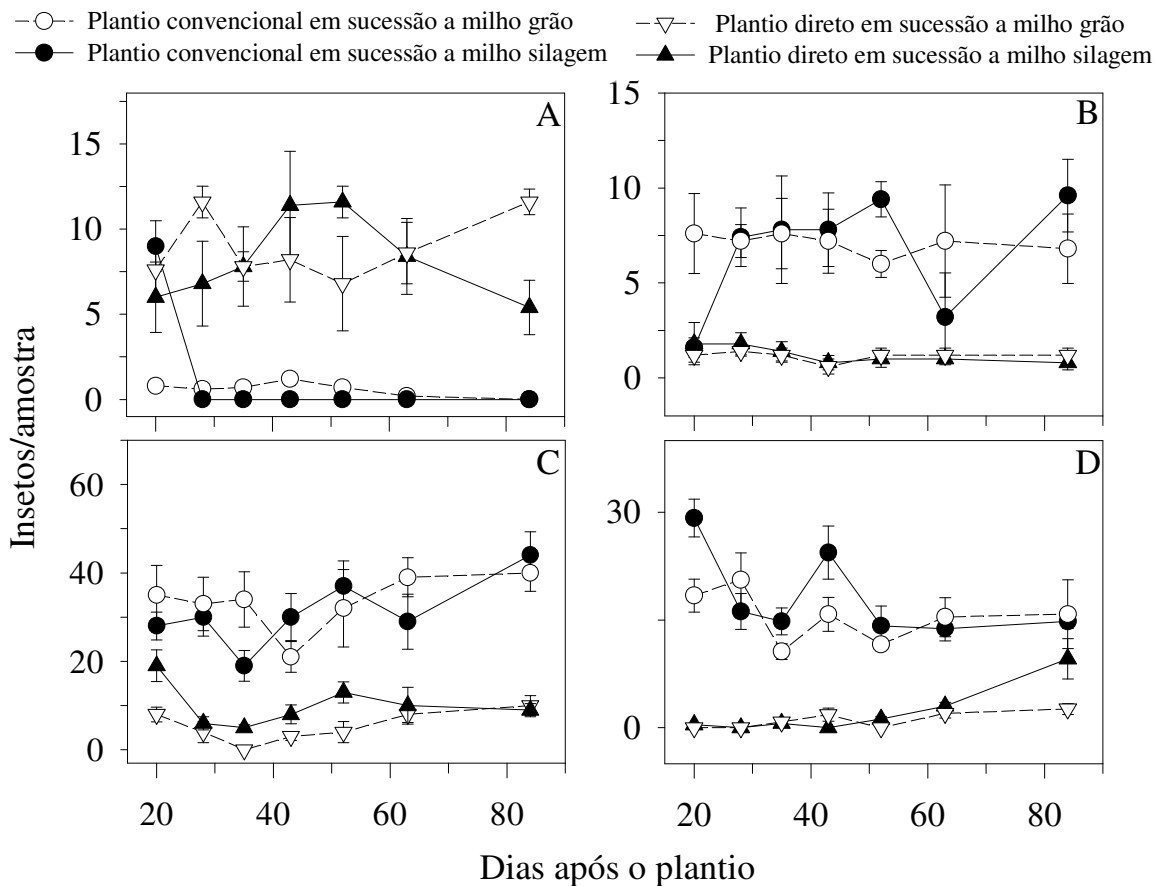 Plantio convencional em sucessão a milho grão
Plantio convencional em sucessão a milho silagem
Plantio direto em sucessão a milho grão
Plantio direto em sucessão a milho silagem
A
15
10
5
0
B
15
10
5
0
C
60
40
20
0
D
30
0
Insetos/amostra
20 40 60 80
20 40 60 80
Dias após o plantio